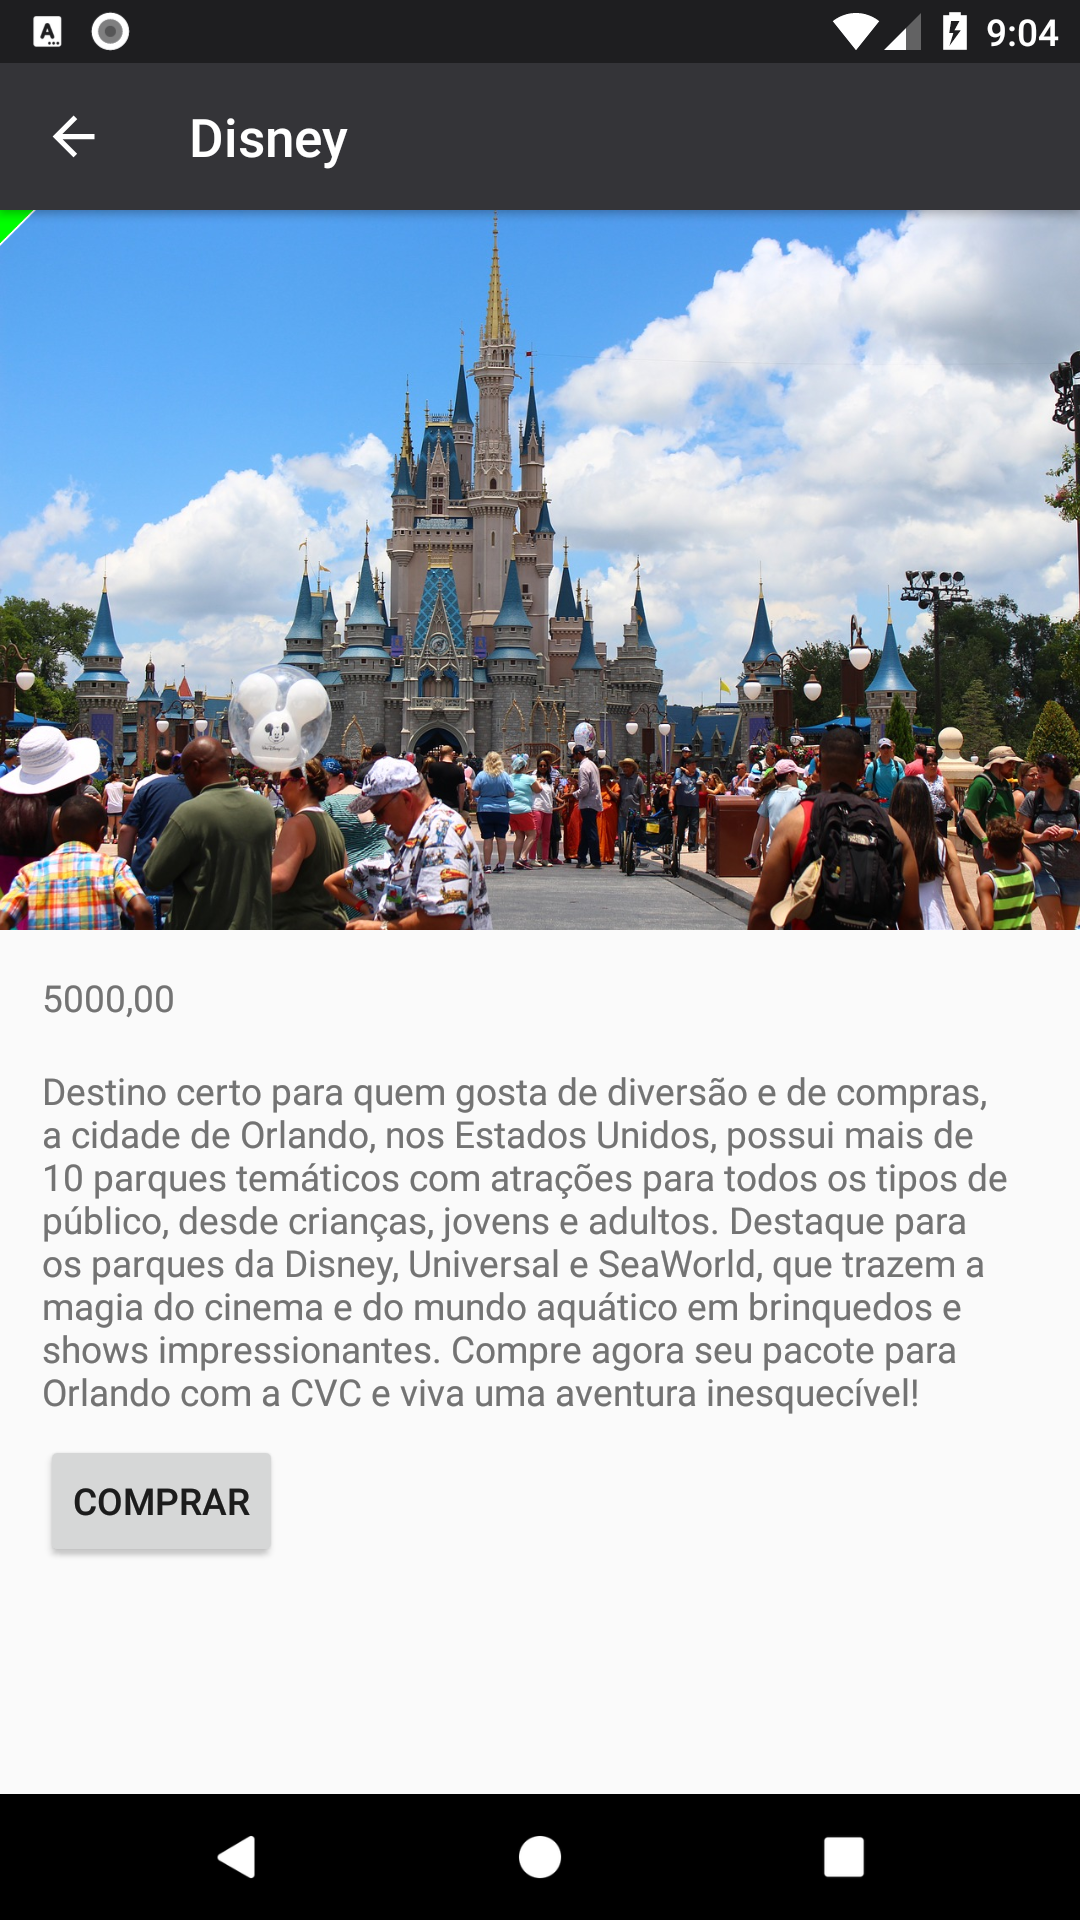 9:04
Disney
5000,00
Destino certo para quem gosta de diversão e de compras,
a cidade de Orlando, nos Estados Unidos, possui mais de
10 parques temáticos com atrações para todos os tipos de
público, desde crianças, jovens e adultos. Destaque para
os parques da Disney, Universal e SeaWorld, que trazem a
magia do cinema e do mundo aquático em brinquedos e
shows impressionantes. Compre agora seu pacote para
Orlando com a CVC e viva uma aventura inesquecível!
COMPRAR